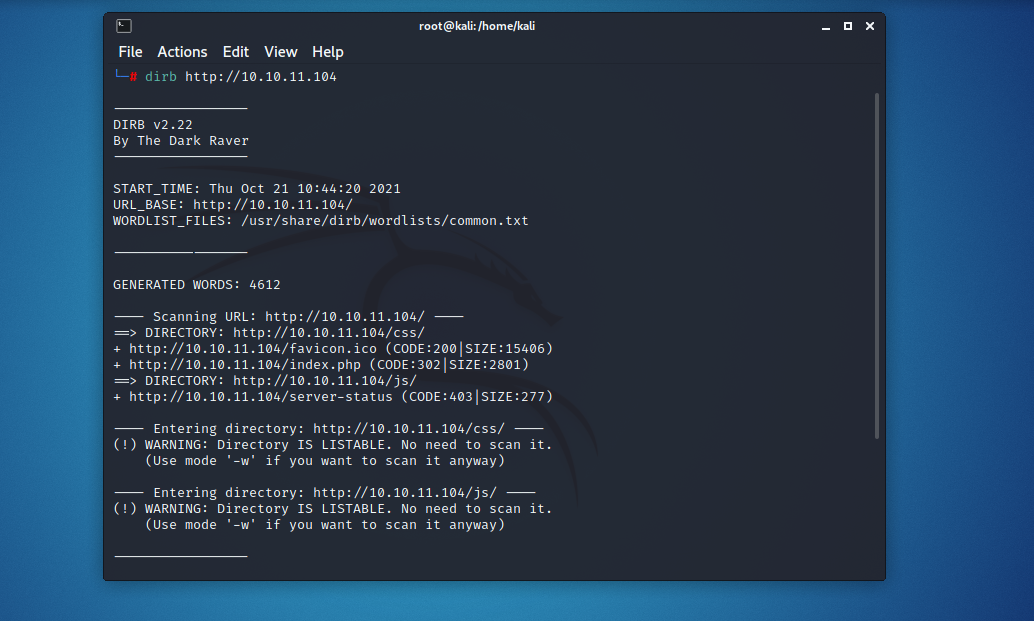 root@kali:/home/kali
File Actions Edit View Help
└─# dirb http://10.10.11.104
-----------------
DIRB v2.22
By The Dark Raver
-----------------
START_TIME: Thu Oct 21 10:44:20 2021
URL_BASE: http://10.10.11.104/
WORDLIST_FILES: /usr/share/dirb/wordlists/common.txt
-----------------
GENERATED WORDS: 4612
---- Scanning URL: http://10.10.11.104/ ----
==> DIRECTORY: http://10.10.11.104/css/
+ http://10.10.11.104/favicon.ico (CODE:200|SIZE:15406)
+ http://10.10.11.104/index.php (CODE:302|SIZE:2801)
==> DIRECTORY: http://10.10.11.104/js/
+ http://10.10.11.104/server-status (CODE:403|SIZE:277)
---- Entering directory: http://10.10.11.104/css/ ----
(!) WARNING: Directory IS LISTABLE. No need to scan it.
(Use mode '-w' if you want to scan it anyway)
---- Entering directory: http://10.10.11.104/js/ ----
(!) WARNING: Directory IS LISTABLE. No need to scan it.
(Use mode '-w' if you want to scan it anyway)
-----------------